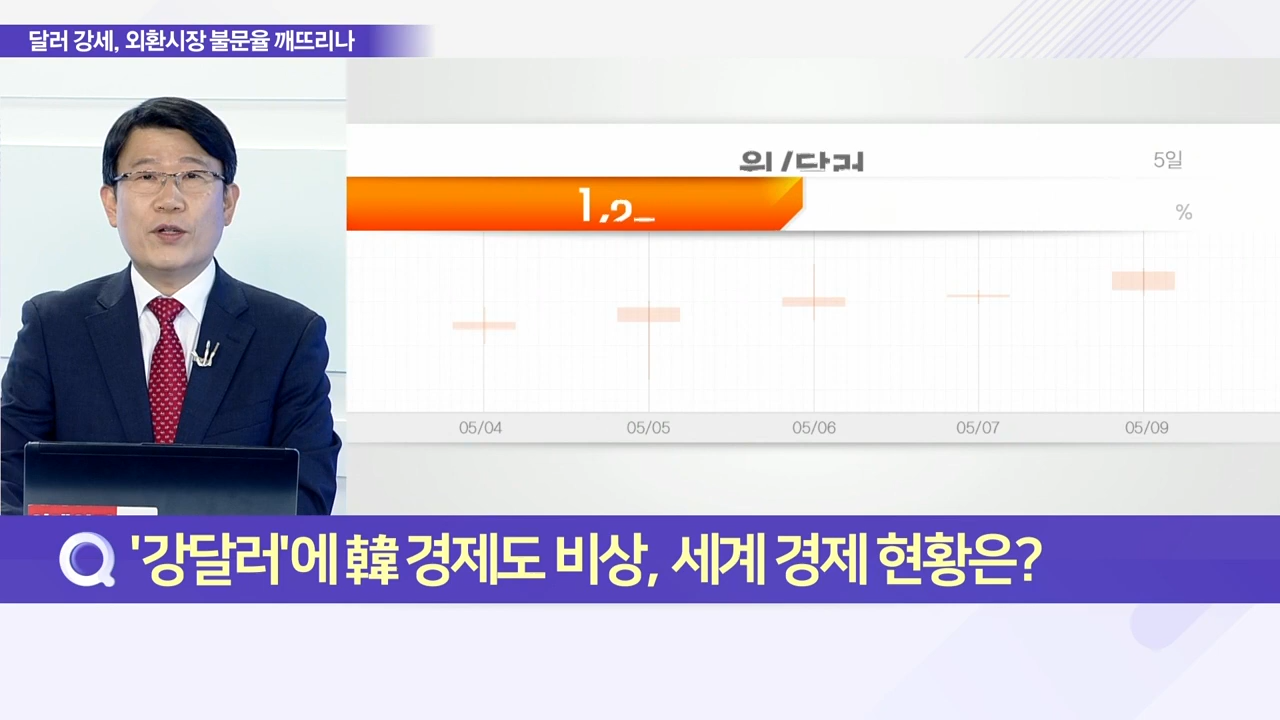 달러 강세, 외환시장 불문율 깨뜨리나
5일
%
05/04 05/05 05/06 05/07 05/09
'강달러'에 韓 경제도 비상, 세계 경제 현황은?